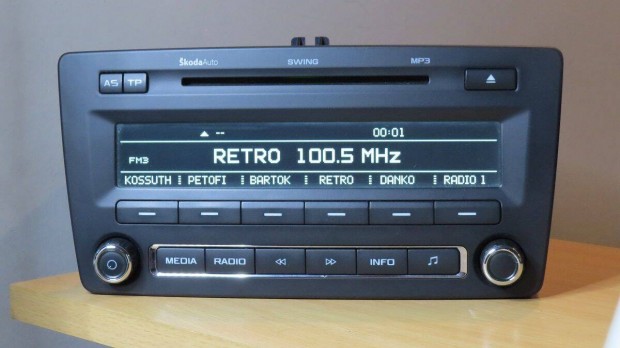 ŠkodaAuto SWING MP3
AS TP
-- 00:01
FM3 RETRO 100.5 MHz
KOSSUTH PETOFI BARTOK RETRO DANKO RADIO 1
MEDIA RADIO INFO